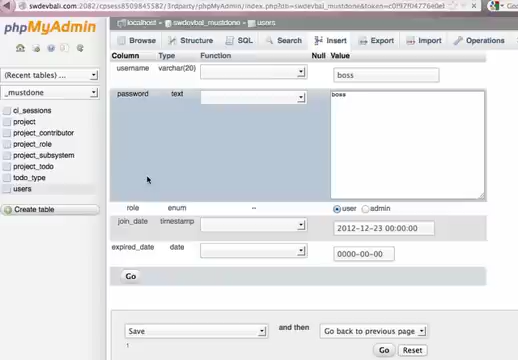 swdevbali.com:2082/cpsess8509845582/3rdparty/phpMyAdmin/index.php?db=swdevbal_mustdone&token=c0f97f04776e0ef
phpMyAdmin
localhost » swdevbal_mustdone » users
Browse Structure SQL Search Insert Export Import Operations
Column Type Function Null Value
(Recent tables) ...
_mustdone
ci_sessions
project
project_contributor
project_role
project_subsystem
project_todo
todo_type
users
Create table
username varchar(20) boss
password text boss
role enum -- user admin
join_date timestamp 2012-12-23 00:00:00
expired_date date 0000-00-00
Go
Save and then Go back to previous page
1
Go Reset